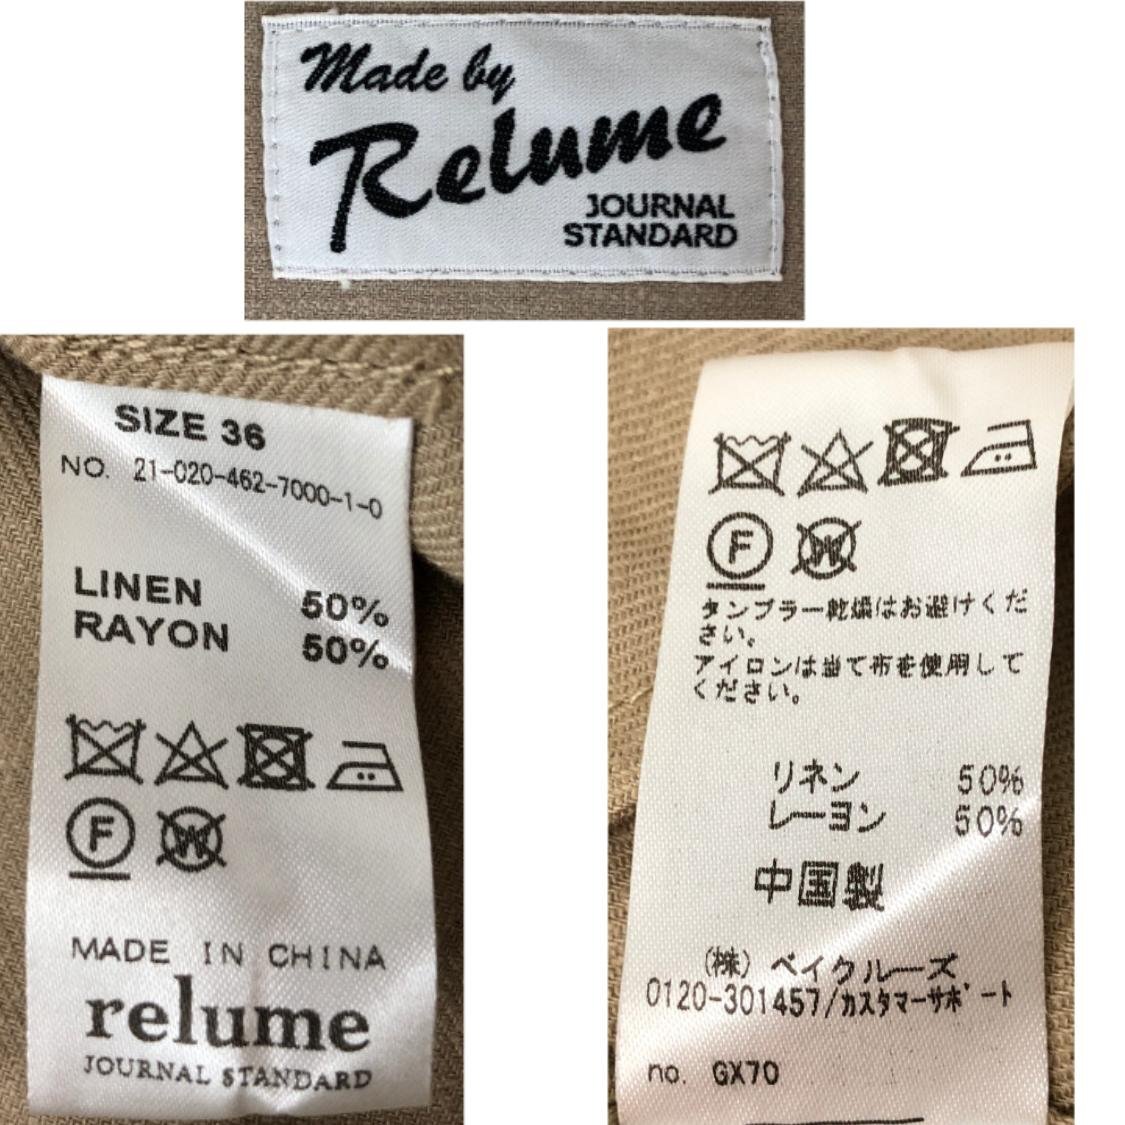 Made by
Relume
JOURNAL
STANDARD
SIZE 36
NO. 21-020-462-7000-1-0
LINEN 50%
RAYON 50%
F W
MADE IN CHINA
relume
JOURNAL STANDARD
F W
タンブラー乾燥はお避けくだ
さい。
アイロンは当て布を使用して
ください。
リネン 50%
レーヨン 50%
中国製
(株) ベイクルーズ
0120-301457/カスタマーサポート
no. GX70